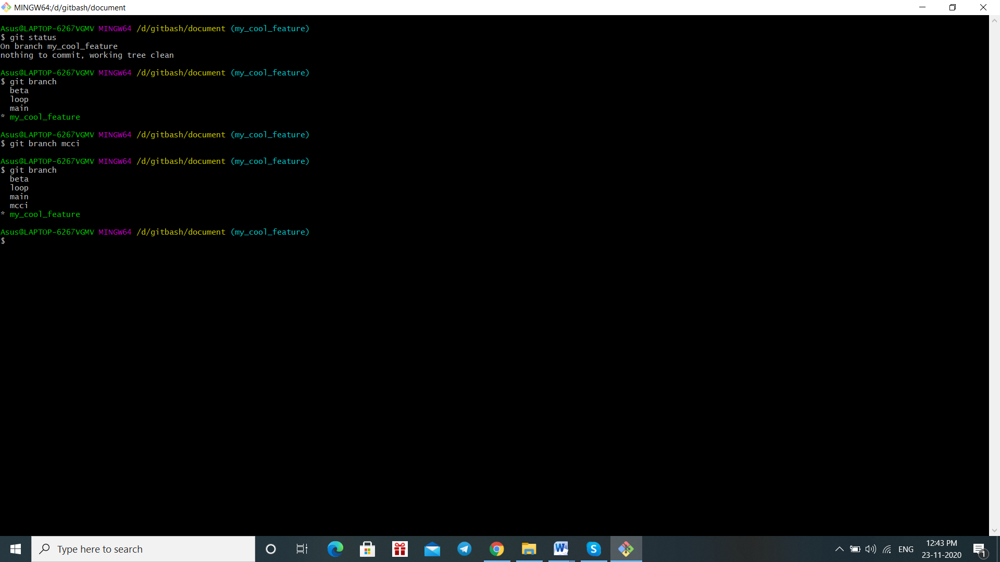 MINGW64:/d/gitbash/document
Asus@LAPTOP-6267VGMV MINGW64 /d/gitbash/document (my_cool_feature)
$ git status
On branch my_cool_feature
nothing to commit, working tree clean
Asus@LAPTOP-6267VGMV MINGW64 /d/gitbash/document (my_cool_feature)
$ git branch
  beta
  loop
  main
* my_cool_feature
Asus@LAPTOP-6267VGMV MINGW64 /d/gitbash/document (my_cool_feature)
$ git branch mcci
Asus@LAPTOP-6267VGMV MINGW64 /d/gitbash/document (my_cool_feature)
$ git branch
  beta
  loop
  main
  mcci
* my_cool_feature
Asus@LAPTOP-6267VGMV MINGW64 /d/gitbash/document (my_cool_feature)
$
Type here to search
W
S
ENG
12:43 PM
23-11-2020
1